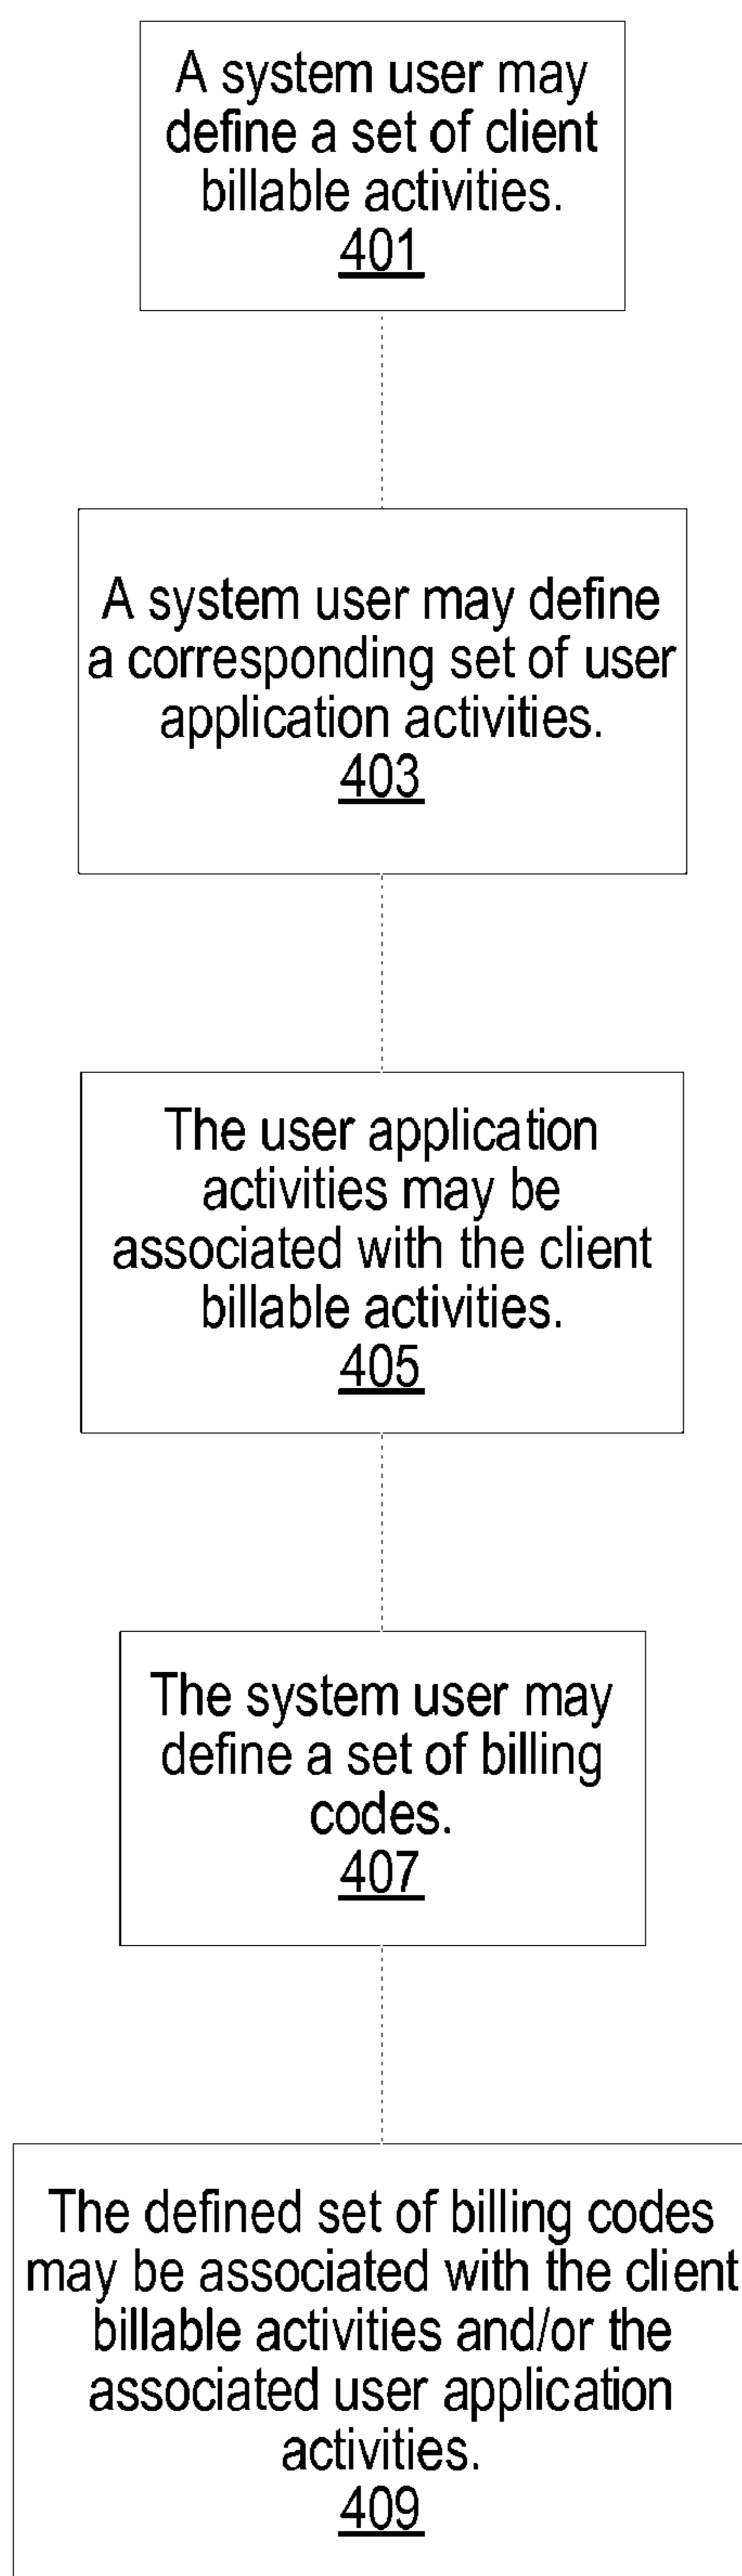 A system user may
define a set of client
billable activities.
401
A system user may define
a corresponding set of user
application activities.
403
The user application
activities may be
associated with the client
billable activities.
405
The system user may
define a set of billing
codes.
407
The defined set of billing codes
may be associated with the client
billable activities and/or the
associated user application
activities.
409